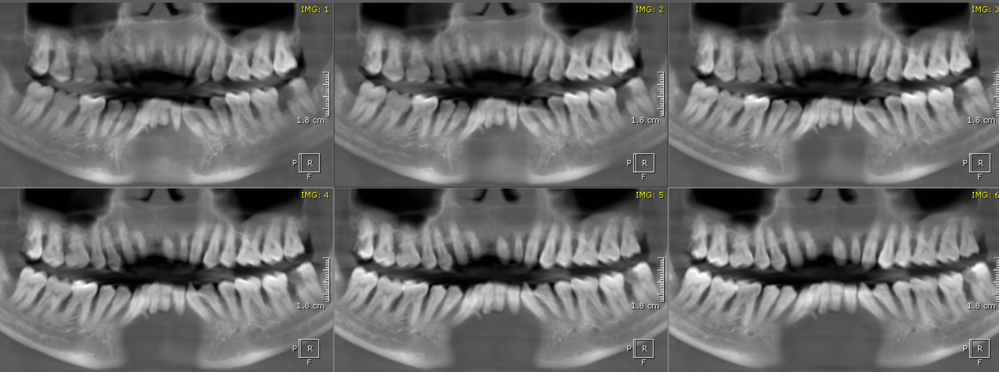 IMG: 1
1.8 cm
P R
F
IMG: 2
1.8 cm
P R
F
IMG: 3
1.8 cm
P R
F
IMG: 4
1.8 cm
P R
F
IMG: 5
1.8 cm
P R
F
IMG: 6
1.8 cm
P R
F